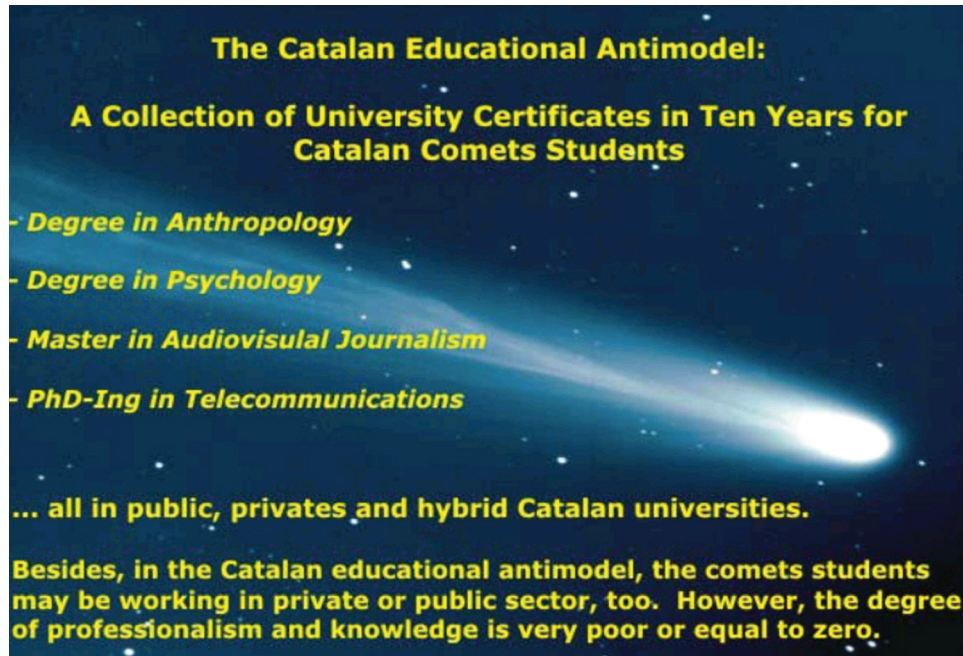 The Catalan Educational Antimodel:
A Collection of University Certificates in Ten Years for
Catalan Comets Students
- Degree in Anthropology
- Degree in Psychology
- Master in Audiovisulal Journalism
- PhD-Ing in Telecommunications
... all in public, privates and hybrid Catalan universities.
Besides, in the Catalan educational antimodel, the comets students
may be working in private or public sector, too.  However, the degree
of professionalism and knowledge is very poor or equal to zero.